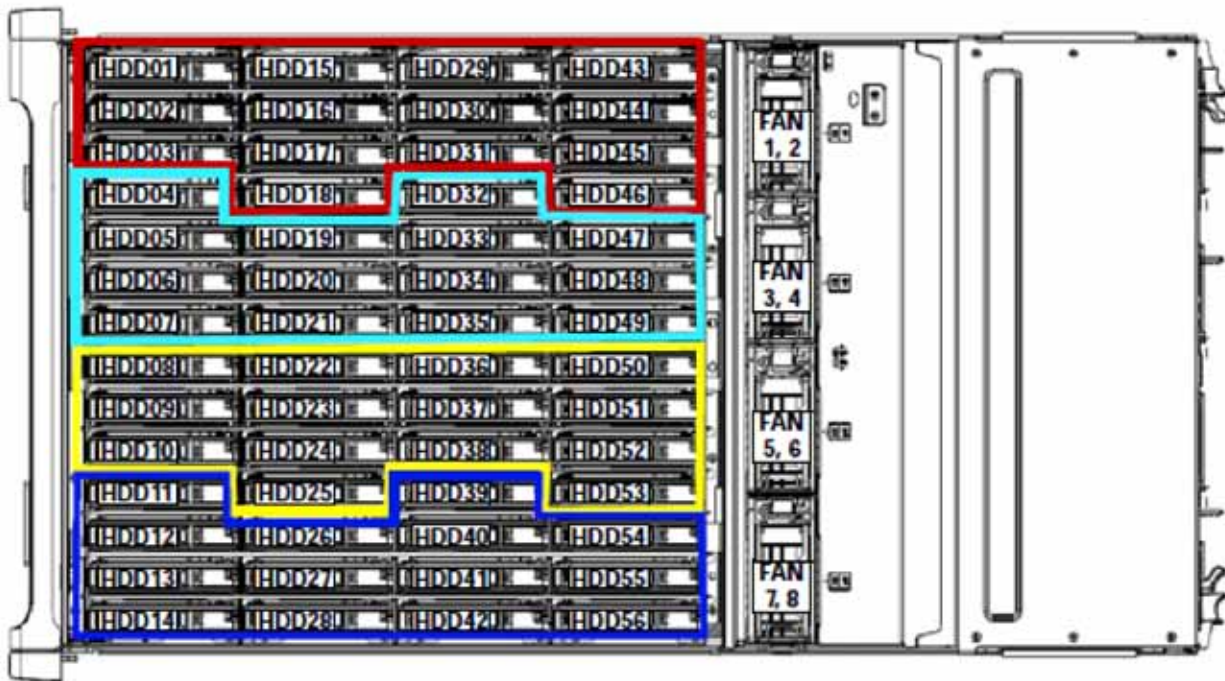 HDD01 HDD15 HDD29 HDD43
HDD02 HDD16 HDD30 HDD44
HDD03 HDD17 HDD31 HDD45
HDD04 HDD18 HDD32 HDD46
HDD05 HDD19 HDD33 HDD47
HDD06 HDD20 HDD34 HDD48
HDD07 HDD21 HDD35 HDD49
HDD08 HDD22 HDD36 HDD50
HDD09 HDD23 HDD37 HDD51
HDD10 HDD24 HDD38 HDD52
HDD11 HDD25 HDD39 HDD53
HDD12 HDD26 HDD40 HDD54
HDD13 HDD27 HDD41 HDD55
HDD14 HDD28 HDD42 HDD56
FAN
1, 2
FAN
3, 4
FAN
5, 6
FAN
7, 8